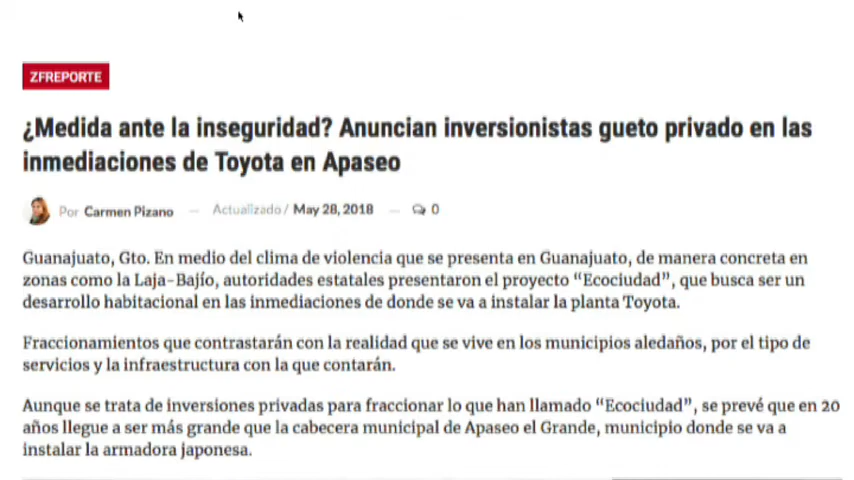 ZFREPORTE
¿Medida ante la inseguridad? Anuncian inversionistas gueto privado en las
inmediaciones de Toyota en Apaseo
Por Carmen Pizano — Actualizado/ May 28, 2018 — 0
Guanajuato, Gto. En medio del clima de violencia que se presenta en Guanajuato, de manera concreta en
zonas como la Laja-Bajío, autoridades estatales presentaron el proyecto “Ecociudad”, que busca ser un
desarrollo habitacional en las inmediaciones de donde se va a instalar la planta Toyota.
Fraccionamientos que contrastarán con la realidad que se vive en los municipios aledaños, por el tipo de
servicios y la infraestructura con la que contarán.
Aunque se trata de inversiones privadas para fraccionar lo que han llamado “Ecociudad”, se prevé que en 20
años llegue a ser más grande que la cabecera municipal de Apaseo el Grande, municipio donde se va a
instalar la armadora japonesa.